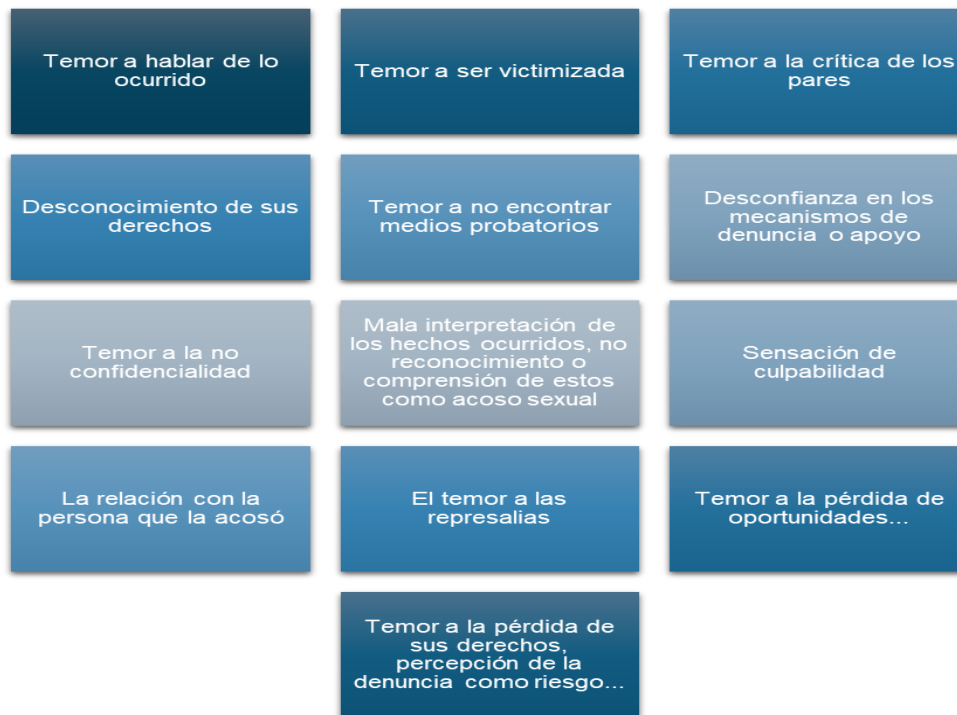 Temor a hablar de lo
ocurrido
Temor a ser victimizada
Temor a la crítica de los
pares
Desconocimiento de sus
derechos
Temor a no encontrar
medios probatorios
Desconfianza en los
mecanismos de
denuncia o apoyo
Temor a la no
confidencialidad
Mala interpretación de
los hechos ocurridos, no
reconocimiento o
comprensión de estos
como acoso sexual
Sensación de
culpabilidad
La relación con la
persona que la acosó
El temor a las
represalias
Temor a la pérdida de
oportunidades...
Temor a la pérdida de
sus derechos,
percepción de la
denuncia como riesgo...